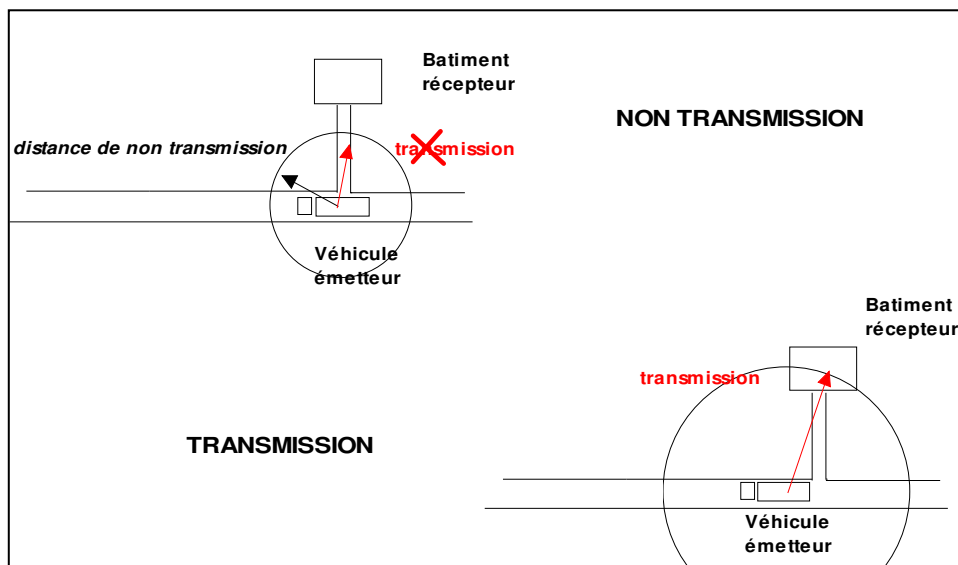 Batiment
récepteur
NON TRANSMISSION
distance de non transmission
transmission
Véhicule
émetteur
Batiment
récepteur
transmission
TRANSMISSION
Véhicule
émetteur